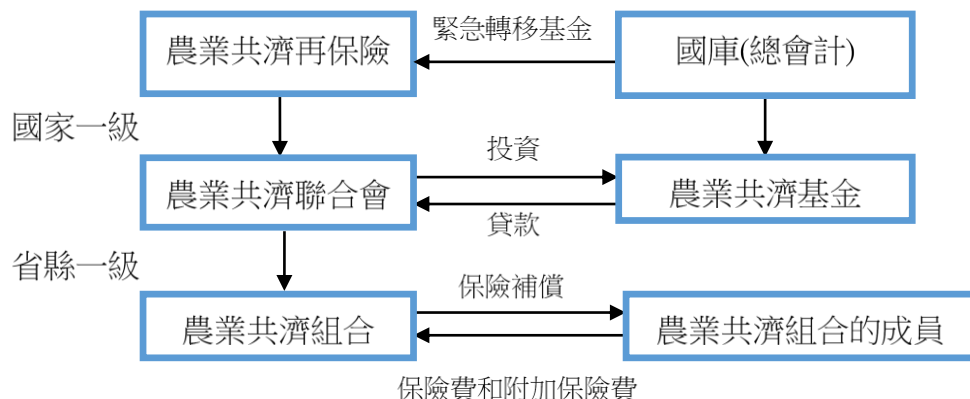 緊急轉移基金
農業共濟再保險
國庫(總會計)
國家一級
投資
農業共濟聯合會
農業共濟基金
貸款
省縣一級
保險補償
農業共濟組合
農業共濟組合的成員
保險費和附加保險費